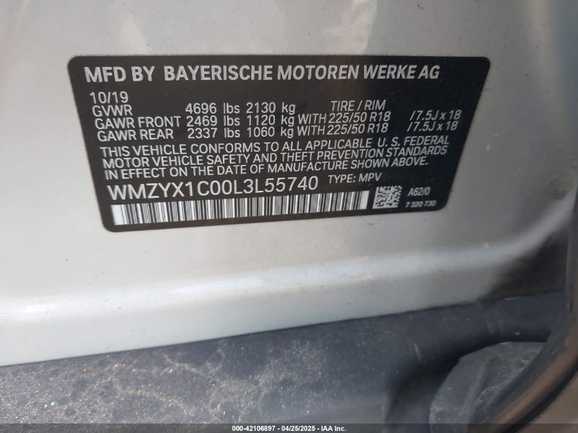 MFD BY BAYERISCHE MOTOREN WERKE AG
10/19
GVWR 4696 lbs 2130 kg TIRE / RIM
GAWR FRONT 2469 lbs 1120 kg WITH 225/50 R18 /7.5J x 18
GAWR REAR 2337 lbs 1060 kg WITH 225/50 R18 /7.5J x 18
THIS VEHICLE CONFORMS TO ALL APPLICABLE U. S. FEDERAL
MOTOR VEHICLE SAFETY, BUMPER, AND THEFT PREVENTION STANDARDS
IN EFFECT ON THE DATE OF MANUFACTURE SHOWN ABOVE.
WMZYX1C00L3L55740 TYPE: MPV
A62/0
7 320 730
000-42106897 - 04/25/2025 - IAA Inc.